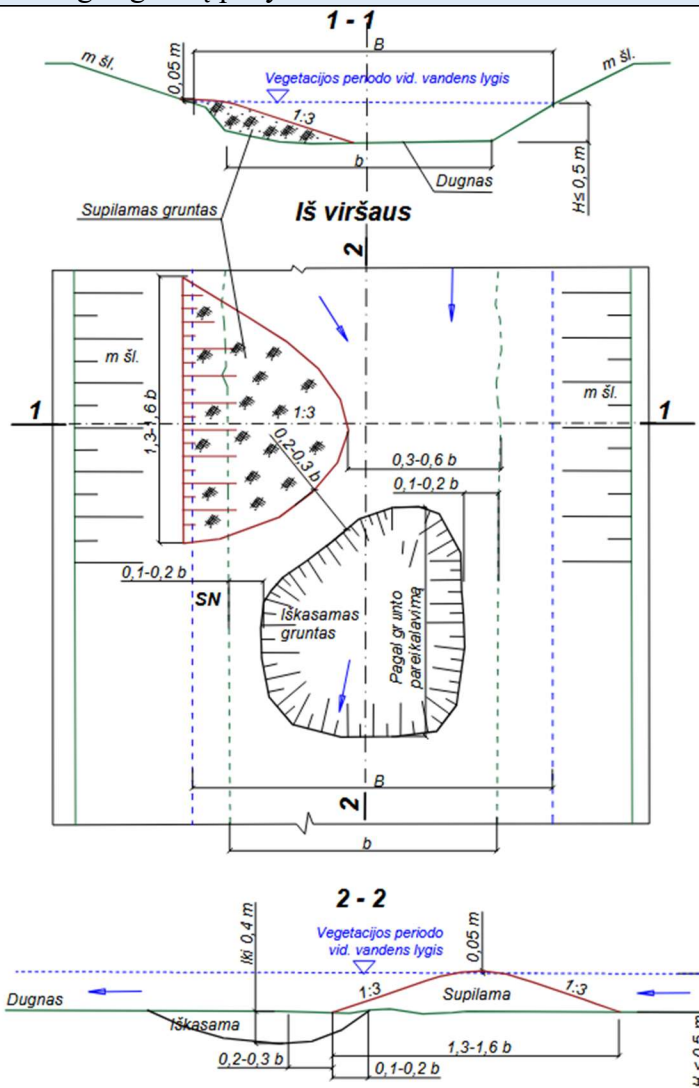 1 - 1
m šl.
0,05 m
B
Vegetacijos periodo vid. vandens lygis
m šl.
1:3
b
Dugnas
H≤ 0,5 m
Supilamas gruntas
Iš viršaus
2
m šl.
m šl.
1
1
1:3
1,3-1,6 b
0,2-0,3 b
0,3-0,6 b
0,1-0,2 b
0,1-0,2 b
SN
Iškasamas
gruntas
Pagal grunto
pareikalavimą
B
2
b
2 - 2
Iki 0,4 m
Vegetacijos periodo
vid. vandens lygis
0,05 m
Dugnas
1:3
Supilama
1:3
Iškasama
0,2-0,3 b
1,3-1,6 b
0,1-0,2 b